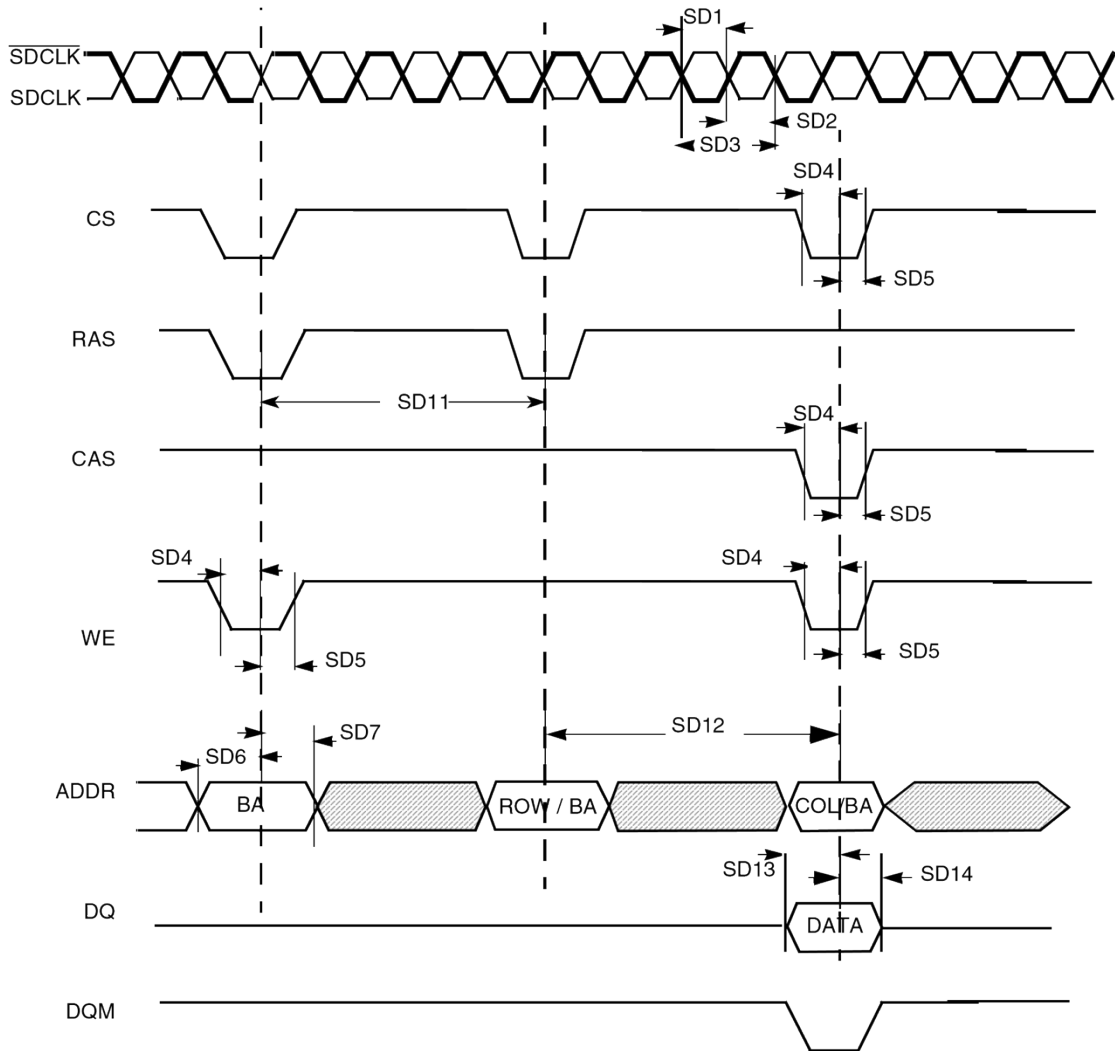 SD1
SDCLK
SDCLK
SD2
SD3
SD4
CS
SD5
RAS
SD11
SD4
CAS
SD5
SD4
SD4
WE
SD5
SD5
SD12
SD7
SD6
ADDR
BA
ROW / BA
COL/BA
SD13
SD14
DQ
DATA
DQM